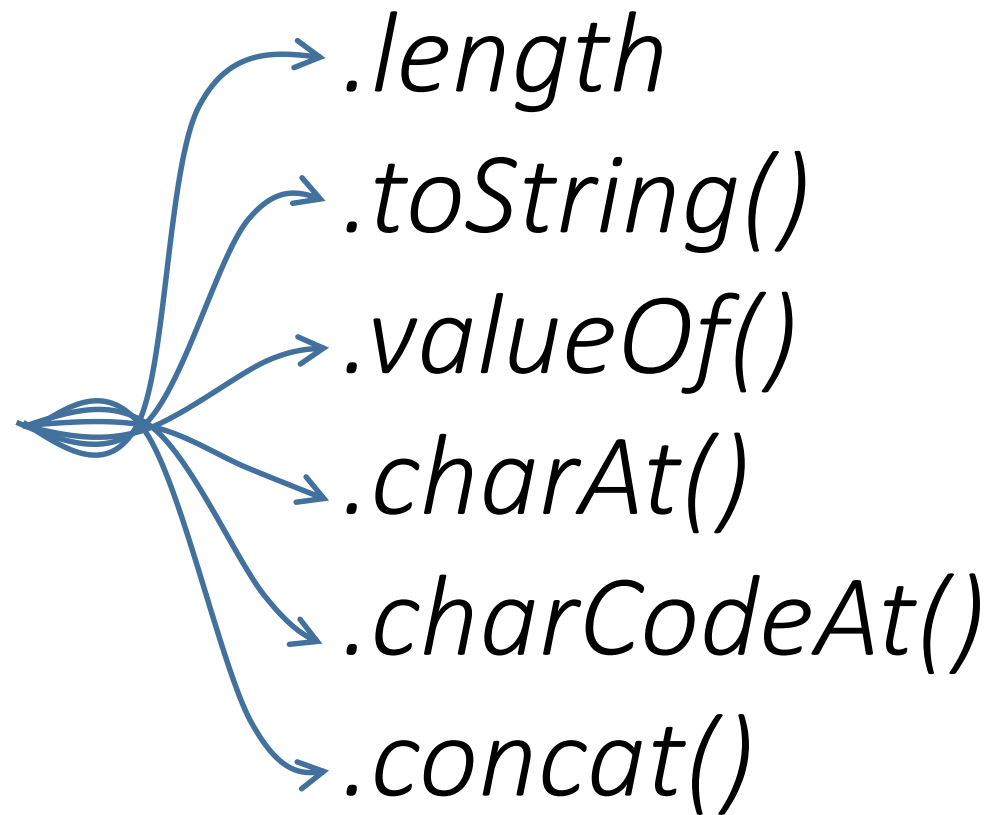 .length
.toString()
.valueOf()
.charAt()
.charCodeAt()
.concat()